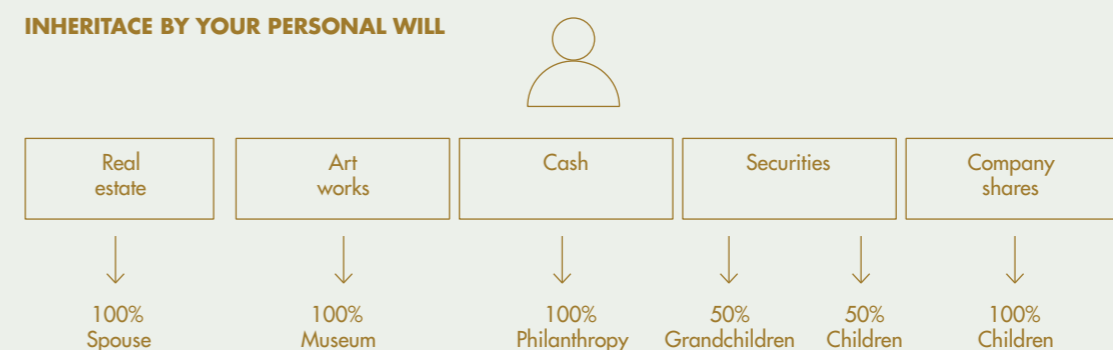 INHERITACE BY YOUR PERSONAL WILL
Real
estate
Art
works
Cash
Securities
Company
shares
100%
Spouse
100%
Museum
100%
Philanthropy
50%
Grandchildren
50%
Children
100%
Children